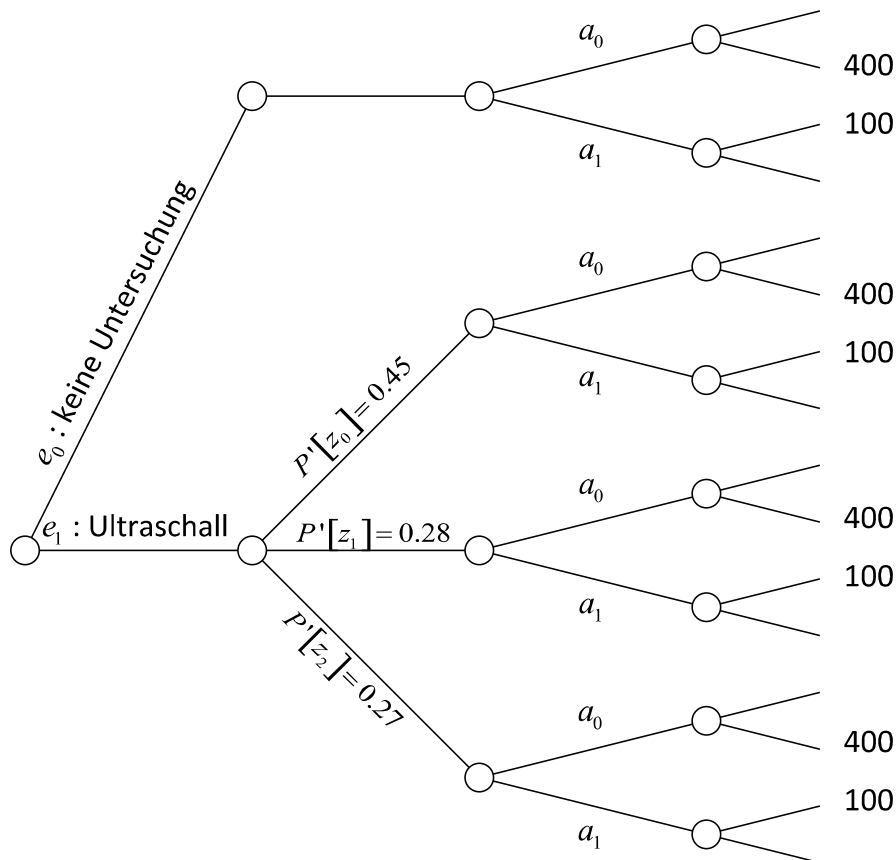 a₀
400
100
a₁
e₀ : keine Untersuchung
a₀
400
100
a₁
P'[z₀] = 0.45
a₀
400
e₁ : Ultraschall
P'[z₁] = 0.28
100
a₁
P'[z₂] = 0.27
a₀
400
100
a₁